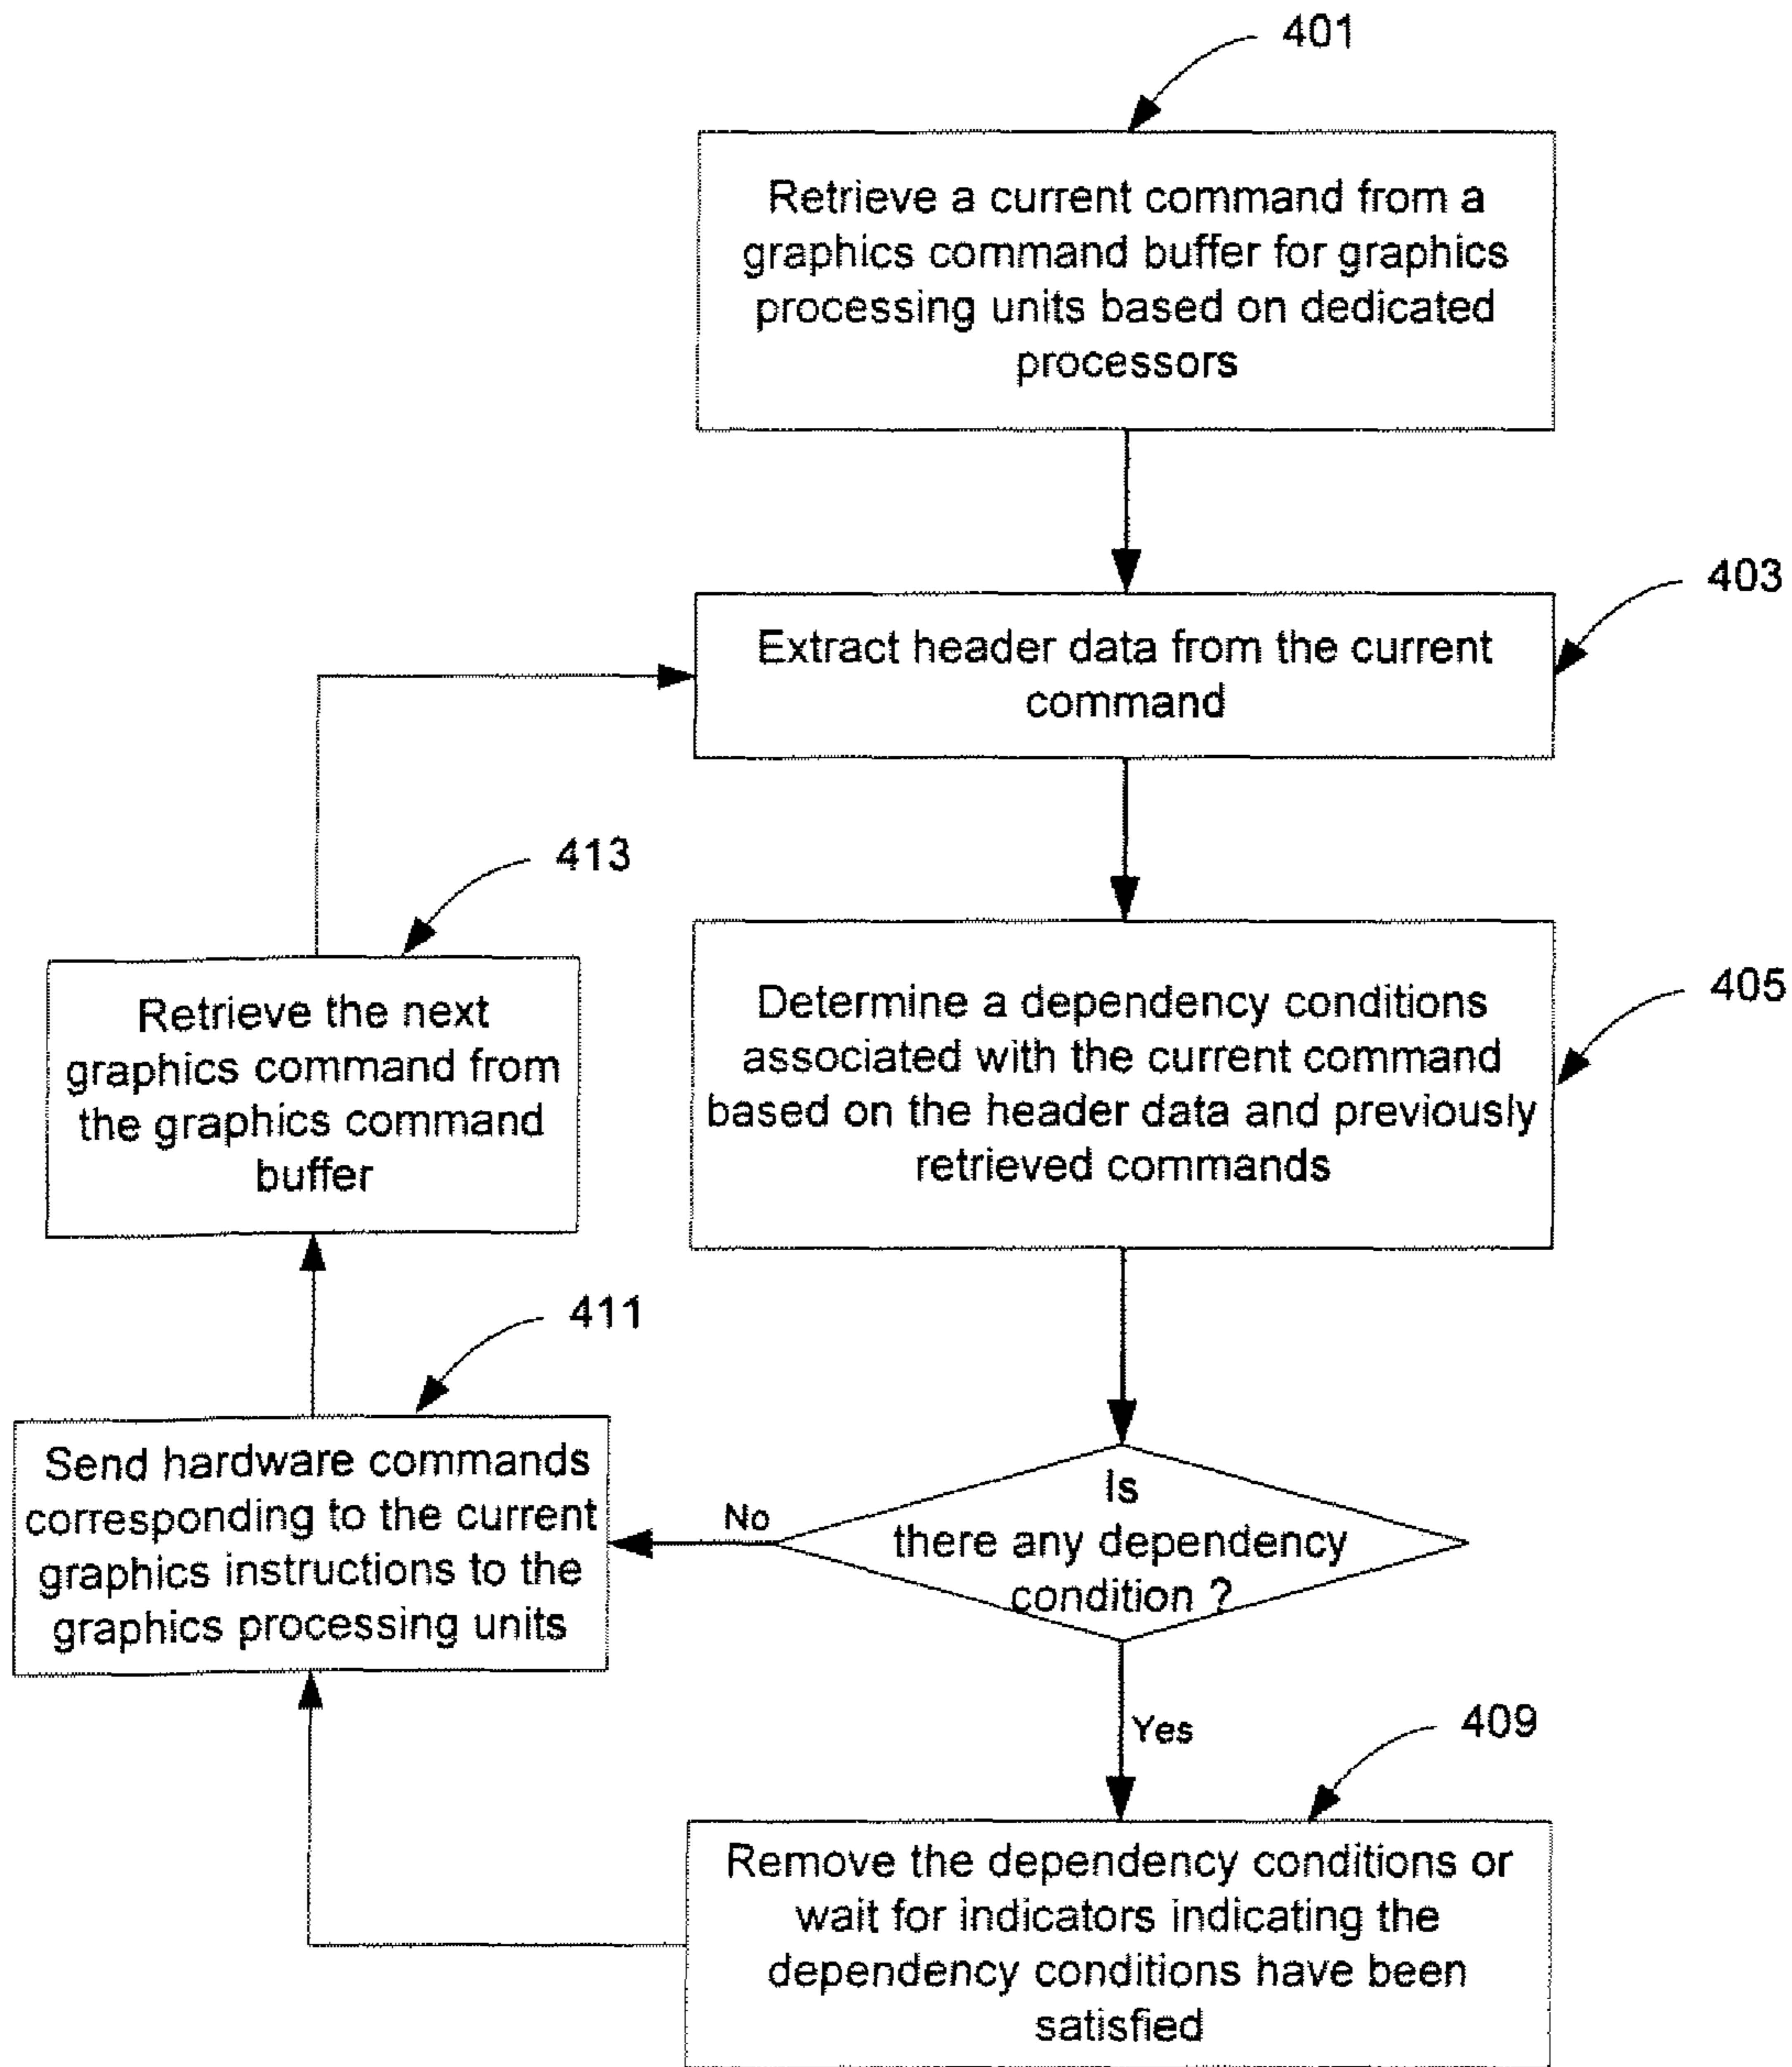 401
Retrieve a current command from a
graphics command buffer for graphics
processing units based on dedicated
processors
403
Extract header data from the current
command
413
Retrieve the next
graphics command from
the graphics command
buffer
405
Determine a dependency conditions
associated with the current command
based on the header data and previously
retrieved commands
411
Send hardware commands
corresponding to the current
graphics instructions to the
graphics processing units
No
Is
there any dependency
condition ?
Yes
409
Remove the dependency conditions or
wait for indicators indicating the
dependency conditions have been
satisfied